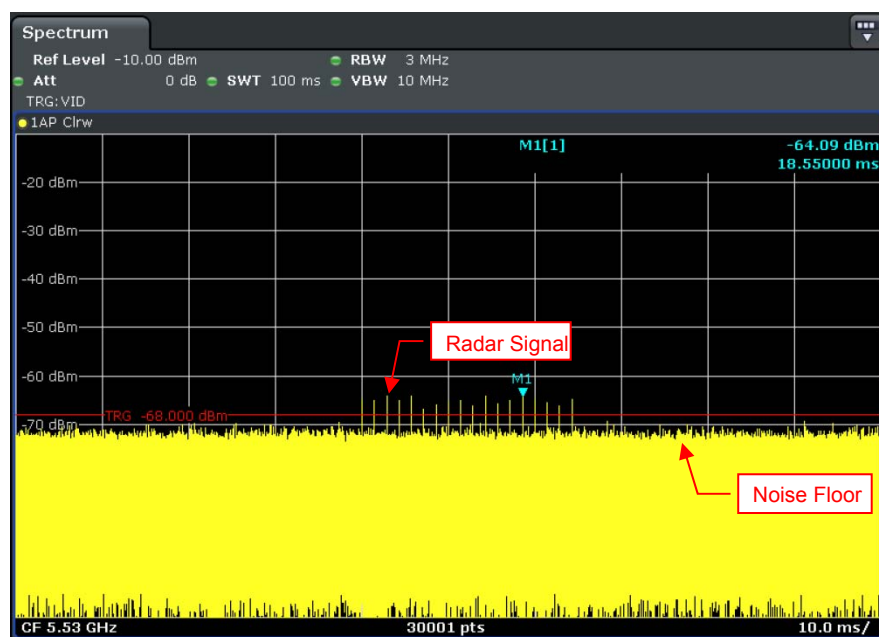 Spectrum
Ref Level -10.00 dBm RBW 3 MHz
Att 0 dB SWT 100 ms VBW 10 MHz
TRG:VID
1AP Clrw
M1[1] -64.09 dBm
18.55000 ms
-20 dBm
-30 dBm
-40 dBm
-50 dBm
Radar Signal
-60 dBm
M1
TRG -68.000 dBm
-70 dBm
Noise Floor
CF 5.53 GHz 30001 pts 10.0 ms/